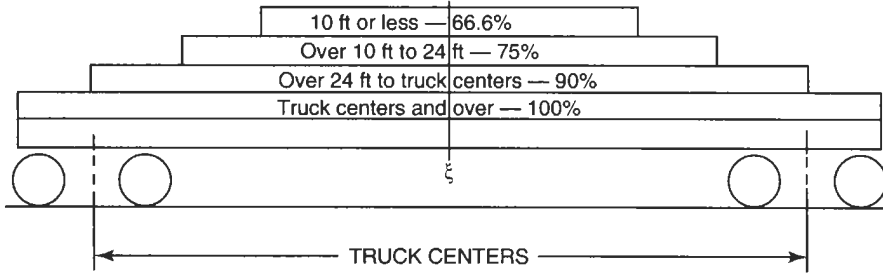 10 ft or less — 66.6%
Over 10 ft to 24 ft — 75%
Over 24 ft to truck centers — 90%
Truck centers and over — 100%
ξ
TRUCK CENTERS